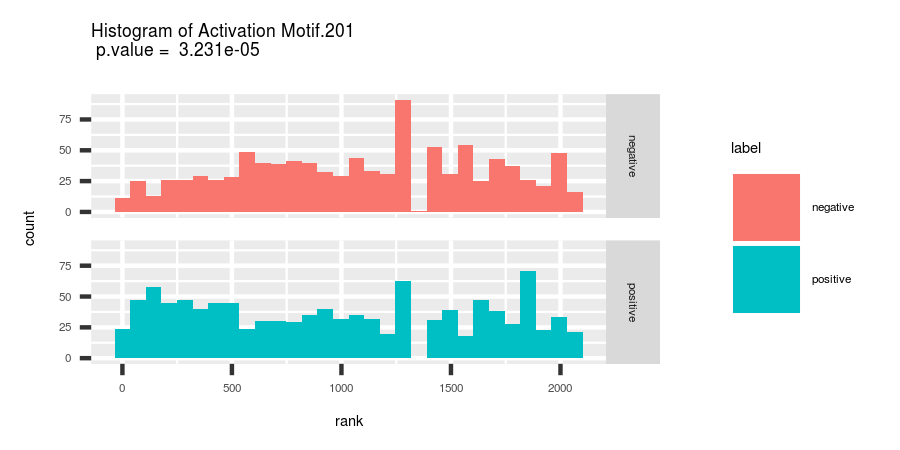 Histogram of Activation Motif.201
p.value = 3.231e-05
count
75
50
25
0
negative
75
50
25
0
positive
0 500 1000 1500 2000
rank
label
negative
positive